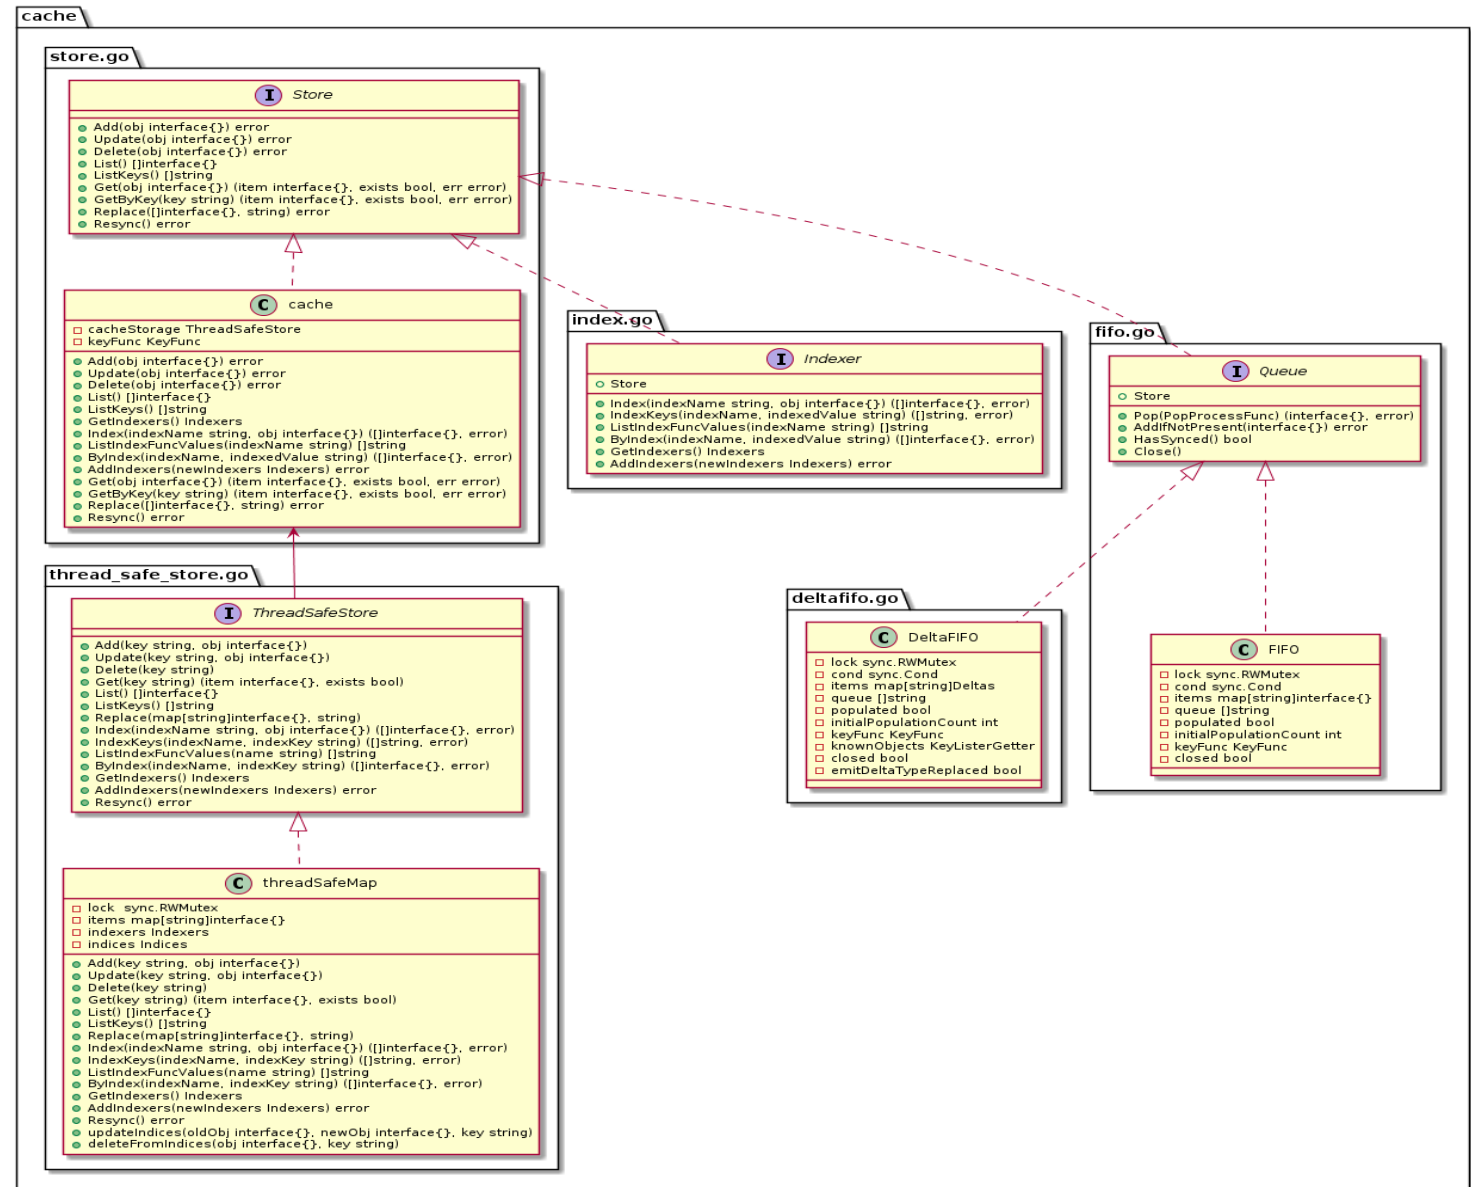 cache
store.go
I Store
Add(obj interface{}) error
Update(obj interface{}) error
Delete(obj interface{}) error
List() []interface{}
ListKeys() []string
Get(obj interface{}) (item interface{}, exists bool, err error)
GetByKey(key string) (item interface{}, exists bool, err error)
Replace([]interface{}, string) error
Resync() error
C cache
cacheStorage ThreadSafeStore
keyFunc KeyFunc
Add(obj interface{}) error
Update(obj interface{}) error
Delete(obj interface{}) error
List() []interface{}
ListKeys() []string
GetIndexers() Indexers
Index(indexName string, obj interface{}) ([]interface{}, error)
ListIndexFuncValues(indexName string) []string
ByIndex(indexName, indexedValue string) ([]interface{}, error)
AddIndexers(newIndexers Indexers) error
Get(obj interface{}) (item interface{}, exists bool, err error)
GetByKey(key string) (item interface{}, exists bool, err error)
Replace([]interface{}, string) error
Resync() error
index.go
I Indexer
Store
Index(indexName string, obj interface{}) ([]interface{}, error)
IndexKeys(indexName, indexedValue string) ([]string, error)
ListIndexFuncValues(indexName string) []string
ByIndex(indexName, indexedValue string) ([]interface{}, error)
GetIndexers() Indexers
AddIndexers(newIndexers Indexers) error
fifo.go
I Queue
Store
Pop(PopProcessFunc) (interface{}, error)
AddIfNotPresent(interface{}) error
HasSynced() bool
Close()
thread_safe_store.go
I ThreadSafeStore
Add(key string, obj interface{})
Update(key string, obj interface{})
Delete(key string)
Get(key string) (item interface{}, exists bool)
List() []interface{}
ListKeys() []string
Replace(map[string]interface{}, string)
Index(indexName string, obj interface{}) ([]interface{}, error)
IndexKeys(indexName, indexKey string) ([]string, error)
ListIndexFuncValues(name string) []string
ByIndex(indexName, indexKey string) ([]interface{}, error)
GetIndexers() Indexers
AddIndexers(newIndexers Indexers) error
Resync() error
deltafifo.go
C DeltaFIFO
lock sync.RWMutex
cond sync.Cond
items map[string]Deltas
queue []string
populated bool
initialPopulationCount int
keyFunc KeyFunc
knownObjects KeyListerGetter
closed bool
emitDeltaTypeReplaced bool
C FIFO
lock sync.RWMutex
cond sync.Cond
items map[string]interface{}
queue []string
populated bool
initialPopulationCount int
keyFunc KeyFunc
closed bool
C threadSafeMap
lock  sync.RWMutex
items map[string]interface{}
indexers Indexers
indices Indices
Add(key string, obj interface{})
Update(key string, obj interface{})
Delete(key string)
Get(key string) (item interface{}, exists bool)
List() []interface{}
ListKeys() []string
Replace(map[string]interface{}, string)
Index(indexName string, obj interface{}) ([]interface{}, error)
IndexKeys(indexName, indexKey string) ([]string, error)
ListIndexFuncValues(name string) []string
ByIndex(indexName, indexKey string) ([]interface{}, error)
GetIndexers() Indexers
AddIndexers(newIndexers Indexers) error
Resync() error
updateIndices(oldObj interface{}, newObj interface{}, key string)
deleteFromIndices(obj interface{}, key string)